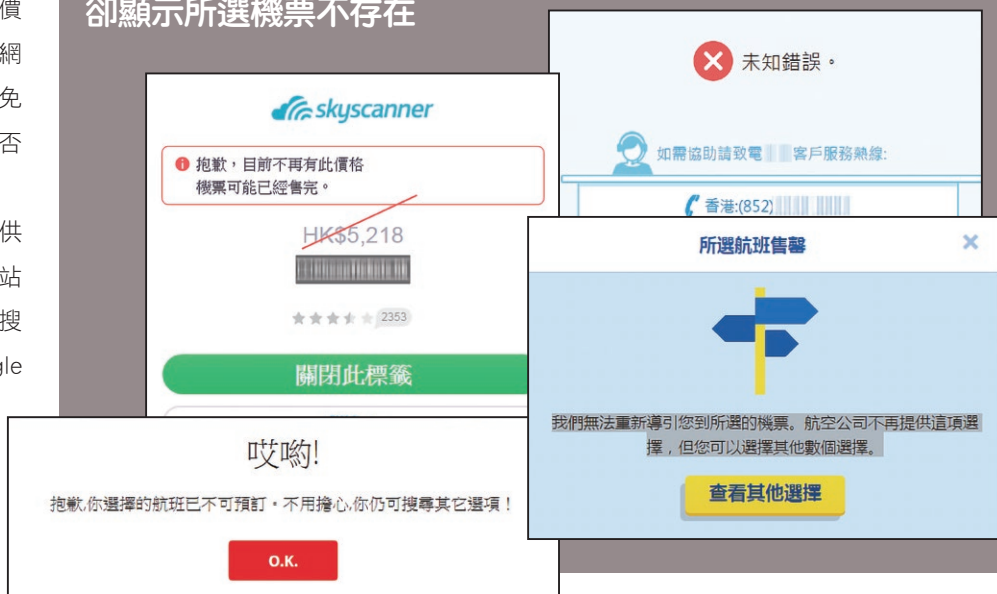 價
網
免
否
供
站
搜
gle
卻顯示所選機票不存在
skyscanner
抱歉，目前不再有此價格
機票可能已經售完。
HK$5,218
2353
關閉此標籤
未知錯誤。
如需協助請致電 客戶服務熱線:
香港:(852)
所選航班售罄
我們無法重新導引您到所選的機票。航空公司不再提供這項選
擇，但您可以選擇其他數個選擇。
查看其他選擇
哎喲!
抱歉,你選擇的航班已不可預訂。不用擔心,你仍可搜尋其它選項！
O.K.